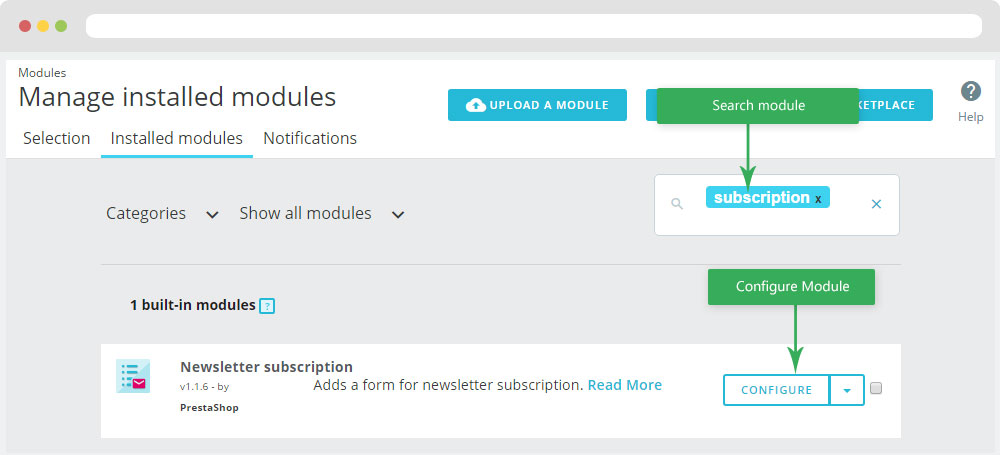 Modules
Manage installed modules
UPLOAD A MODULE
Search module
KETPLACE
Help
Selection
Installed modules
Notifications
subscription x
Categories
Show all modules
1 built-in modules ?
Configure Module
Newsletter subscription
v1.1.6 - by
PrestaShop
Adds a form for newsletter subscription. Read More
CONFIGURE